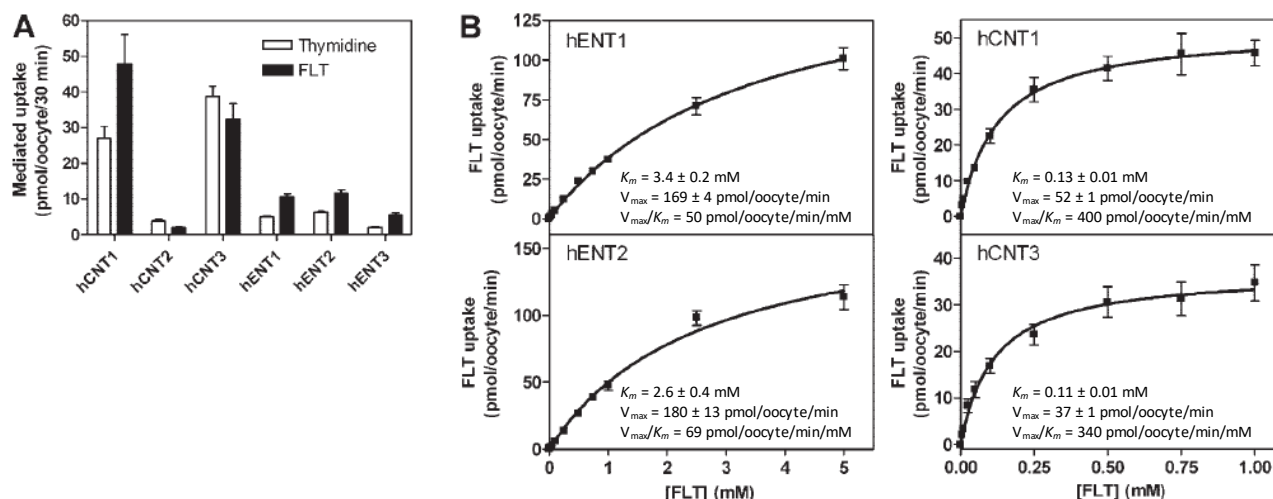 A
Mediated uptake
(pmol/oocyte/30 min)
60
50
40
30
20
10
0
Thymidine
FLT
hCNT1
hCNT2
hCNT3
hENT1
hENT2
hENT3
B
hENT1
FLT uptake
(pmol/oocyte/min)
125
100
75
50
25
0
Km = 3.4 ± 0.2 mM
Vmax = 169 ± 4 pmol/oocyte/min
Vmax/Km = 50 pmol/oocyte/min/mM
hCNT1
FLT uptake
(pmol/oocyte/min)
50
40
30
20
10
0
Km = 0.13 ± 0.01 mM
Vmax = 52 ± 1 pmol/oocyte/min
Vmax/Km = 400 pmol/oocyte/min/mM
hENT2
FLT uptake
(pmol/oocyte/min)
150
100
50
0
Km = 2.6 ± 0.4 mM
Vmax = 180 ± 13 pmol/oocyte/min
Vmax/Km = 69 pmol/oocyte/min/mM
0 1 2 3 4 5
[FLT] (mM)
hCNT3
FLT uptake
(pmol/oocyte/min)
40
30
20
10
0
Km = 0.11 ± 0.01 mM
Vmax = 37 ± 1 pmol/oocyte/min
Vmax/Km = 340 pmol/oocyte/min/mM
0.00 0.25 0.50 0.75 1.00
[FLT] (mM)